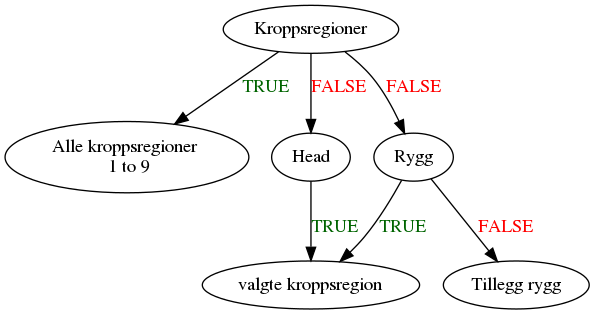 Kroppsregioner
TRUE
FALSE
FALSE
Alle kroppsregioner
1 to 9
Head
Rygg
TRUE
TRUE
FALSE
valgte kroppsregion
Tillegg rygg